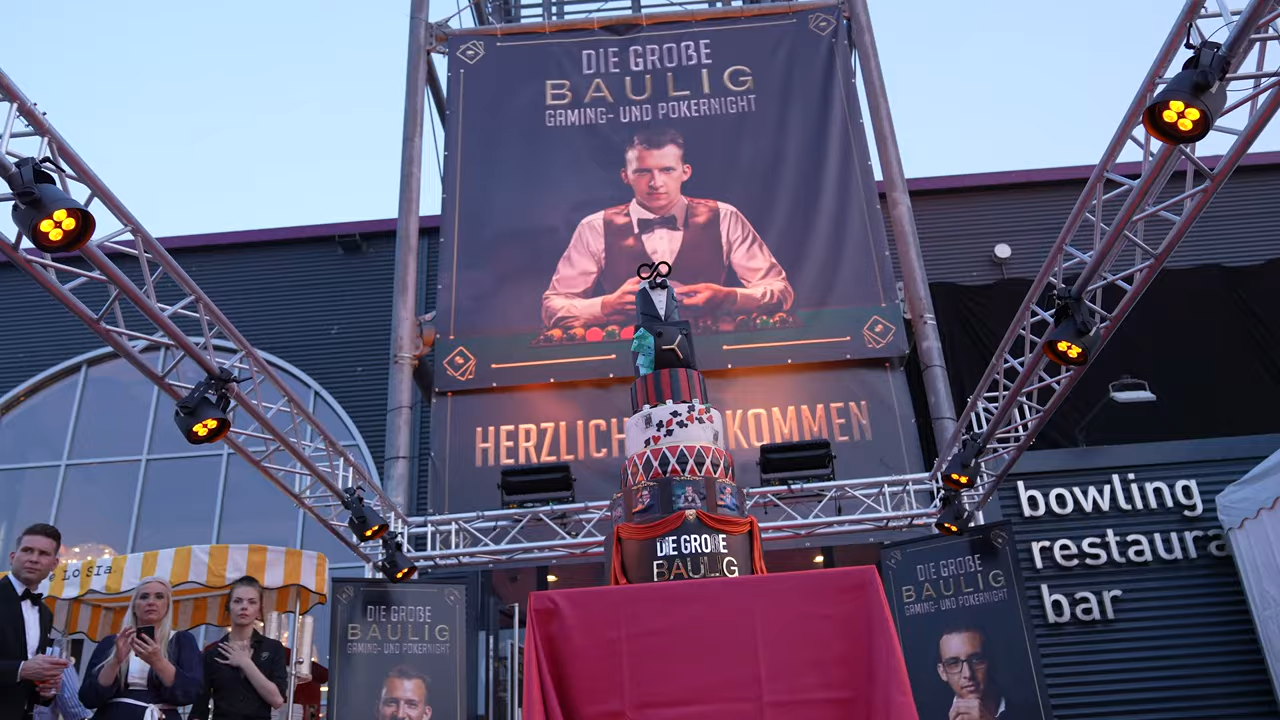 DIE GROßE
BAULIG
GAMING- UND POKERNIGHT
HERZLICH
KOMMEN
DIE GROßE
BAULIG
DIE GROßE
BAULIG
GAMING- UND POKERNIGHT
DIE GROßE
BAULIG
GAMING- UND POKERNIGHT
bowling
restaura
bar